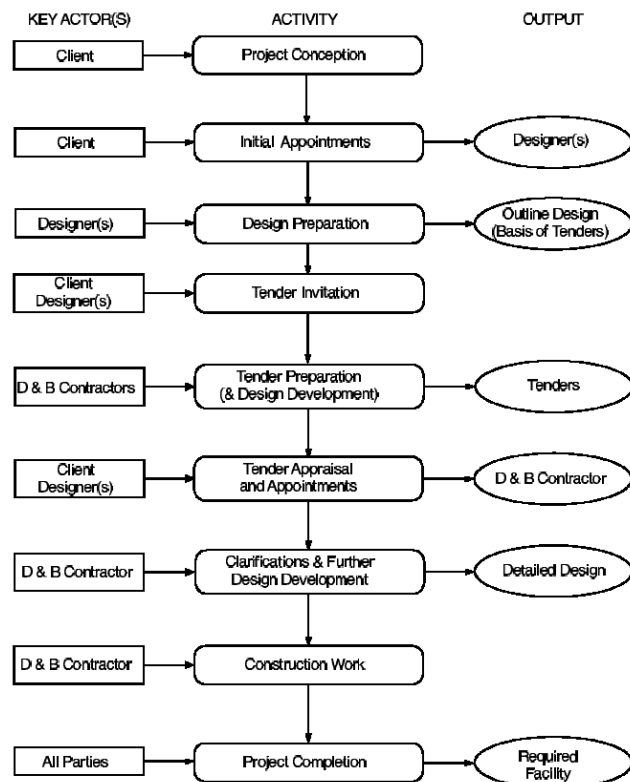 KEY ACTOR(S) ACTIVITY OUTPUT
Client Project Conception
Client Initial Appointments Designer(s)
Designer(s) Design Preparation Outline Design
(Basis of Tenders)
Client
Designer(s) Tender Invitation
D & B Contractors Tender Preparation
(& Design Development) Tenders
Client
Designer(s) Tender Appraisal
and Appointments D & B Contractor
D & B Contractor Clarifications & Further
Design Development Detailed Design
D & B Contractor Construction Work
All Parties Project Completion Required
Facility